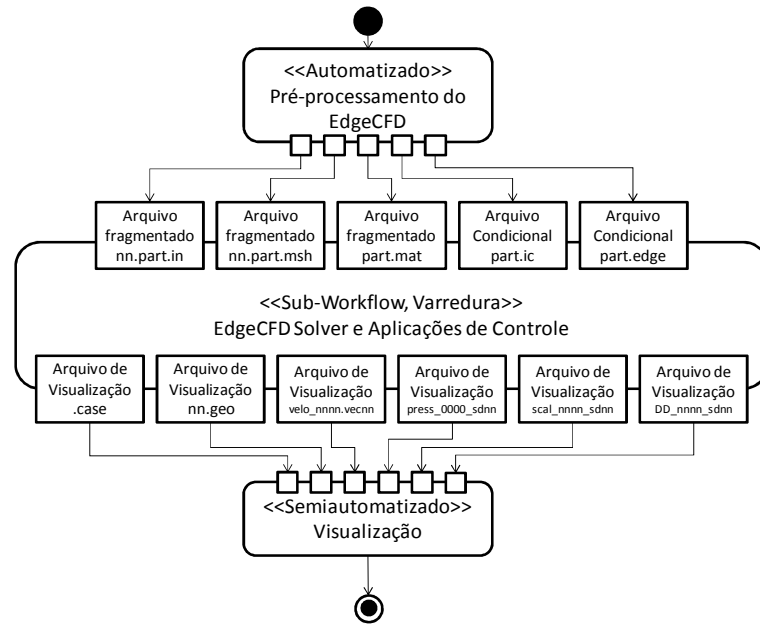 <<Automatizado>>
Pré-processamento do
EdgeCFD
Arquivo
fragmentado
nn.part.in
Arquivo
fragmentado
nn.part.msh
Arquivo
fragmentado
part.mat
Arquivo
Condicional
part.ic
Arquivo
Condicional
part.edge
<<Sub-Workflow, Varredura>>
EdgeCFD Solver e Aplicações de Controle
Arquivo de
Visualização
.case
Arquivo de
Visualização
nn.geo
Arquivo de
Visualização
velo_nnnn.vecnn
Arquivo de
Visualização
press_0000_sdnn
Arquivo de
Visualização
scal_nnnn_sdnn
Arquivo de
Visualização
DD_nnnn_sdnn
<<Semiautomatizado>>
Visualização